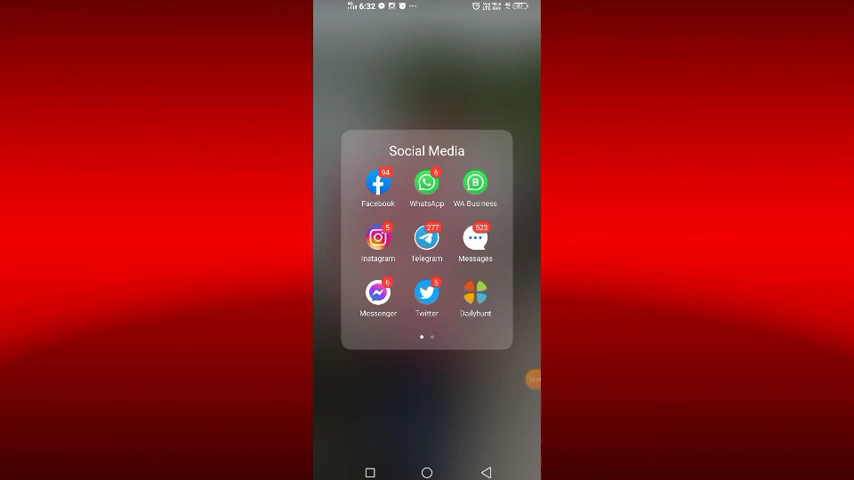 6:32
Social Media
94
6
Facebook
WhatsApp
WA Business
5
277
523
Instagram
Telegram
Messages
6
5
Messenger
Twitter
Dailyhunt